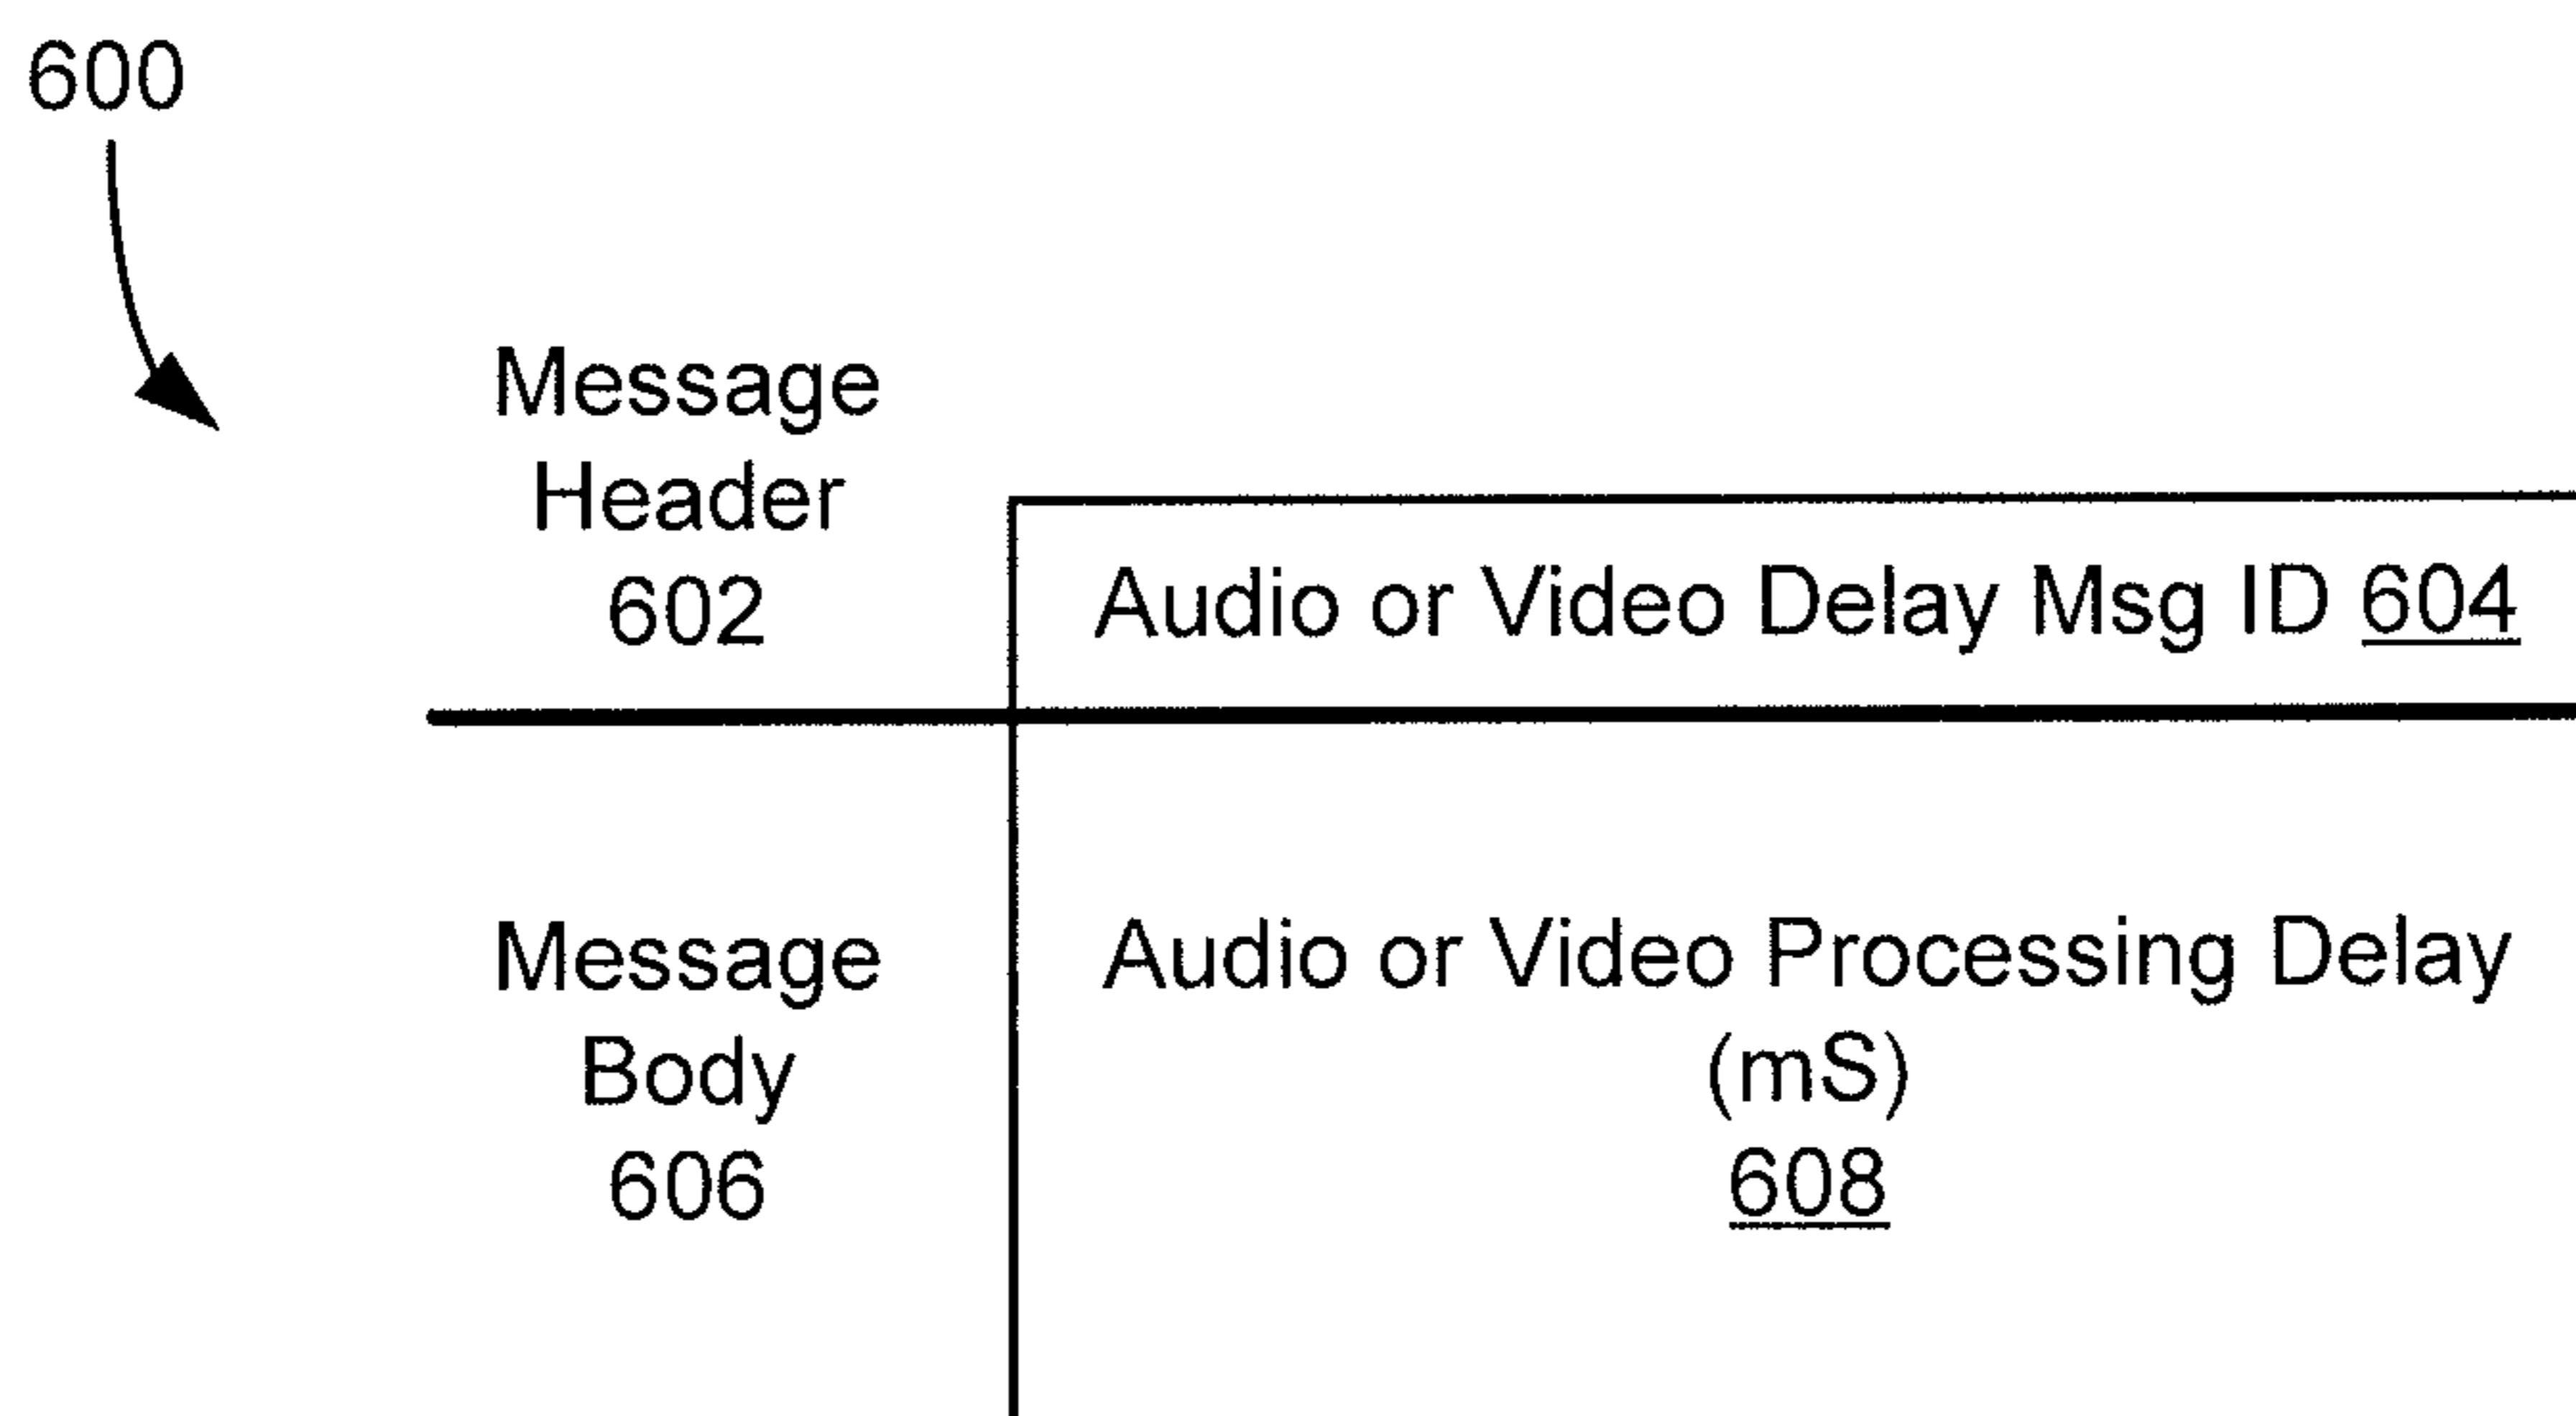 600
Message
Header
602
Audio or Video Delay Msg ID 604
Message
Body
606
Audio or Video Processing Delay
(mS)
608